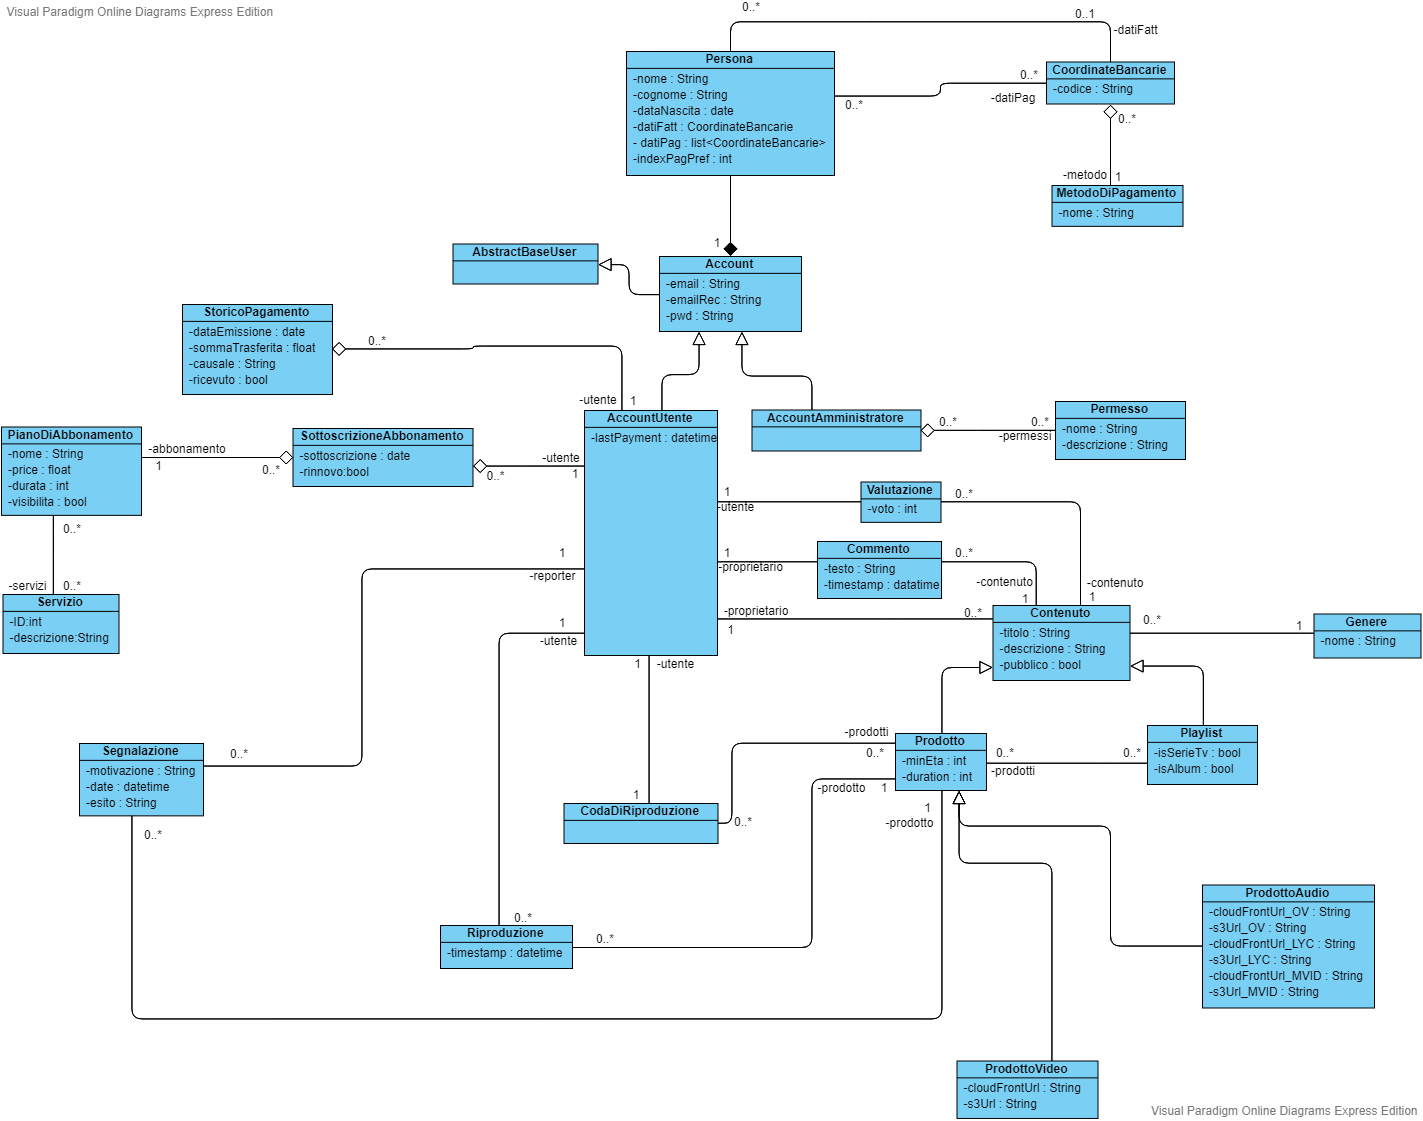 Visual Paradigm Online Diagrams Express Edition
0..*
0..1
-datiFatt
Persona
-nome : String
-cognome : String
-dataNascita : date
-datiFatt : CoordinateBancarie
- datiPag : list<CoordinateBancarie>
-indexPagPref : int
0..*
0..*
-datiPag
CoordinateBancarie
-codice : String
0..*
-metodo
1
MetodoDiPagamento
-nome : String
1
AbstractBaseUser
Account
-email : String
-emailRec : String
-pwd : String
StoricoPagamento
-dataEmissione : date
-sommaTrasferita : float
-causale : String
-ricevuto : bool
0..*
-utente
1
AccountUtente
-lastPayment : datetime
AccountAmministratore
0..*
0..*
-permessi
Permesso
-nome : String
-descrizione : String
PianoDiAbbonamento
-nome : String
-price : float
-durata : int
-visibilita : bool
-abbonamento
1
0..*
SottoscrizioneAbbonamento
-sottoscrizione : date
-rinnovo:bool
0..*
-utente
1
1
-utente
Valutazione
-voto : int
0..*
0..*
-servizi
0..*
Servizio
-ID:int
-descrizione:String
1
-reporter
1
-proprietario
Commento
-testo : String
-timestamp : datatime
0..*
-contenuto
1
-contenuto
1
-proprietario
1
0..*
Contenuto
-titolo : String
-descrizione : String
-pubblico : bool
0..*
1
Genere
-nome : String
1
-utente
1
-utente
Segnalazione
-motivazione : String
-date : datetime
-esito : String
0..*
0..*
-prodotti
0..*
Prodotto
-minEta : int
-duration : int
0..*
-prodotti
0..*
Playlist
-isSerieTv : bool
-isAlbum : bool
1
CodaDiRiproduzione
0..*
-prodotto
1
1
-prodotto
0..*
Riproduzione
-timestamp : datetime
0..*
ProdottoAudio
-cloudFrontUrl_OV : String
-s3Url_OV : String
-cloudFrontUrl_LYC : String
-s3Url_LYC : String
-cloudFrontUrl_MVID : String
-s3Url_MVID : String
ProdottoVideo
-cloudFrontUrl : String
-s3Url : String
Visual Paradigm Online Diagrams Express Edition